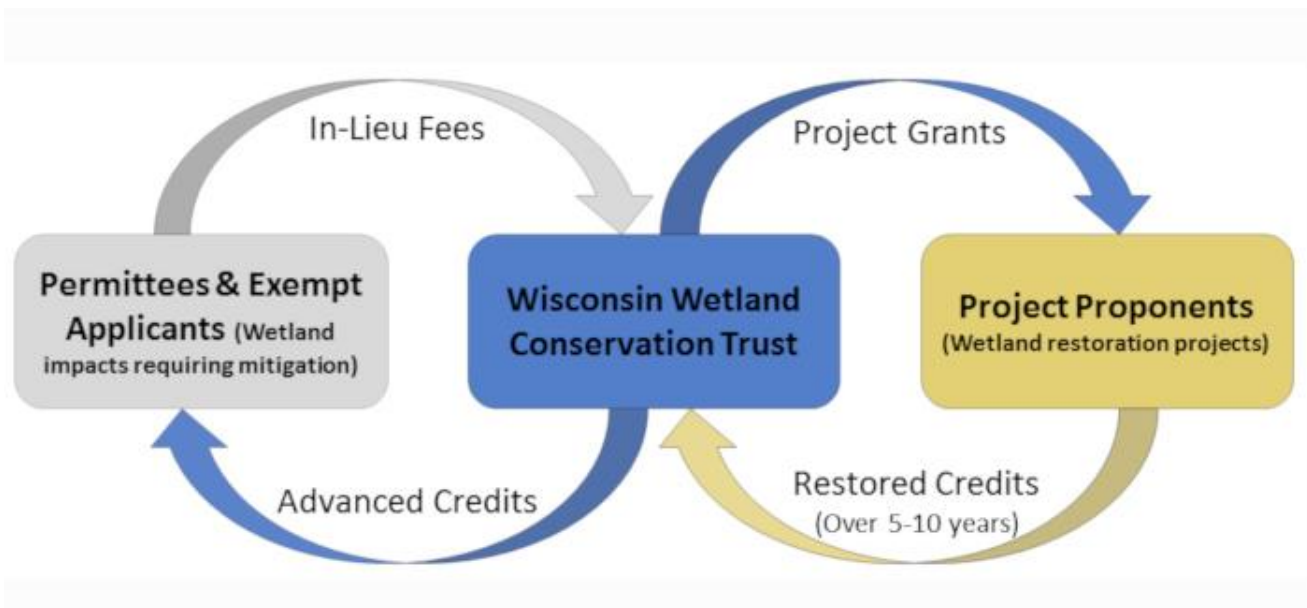 In-Lieu Fees
Project Grants
Permittees & Exempt
Applicants (Wetland
impacts requiring mitigation)
Wisconsin Wetland
Conservation Trust
Project Proponents
(Wetland restoration projects)
Advanced Credits
Restored Credits
(Over 5-10 years)